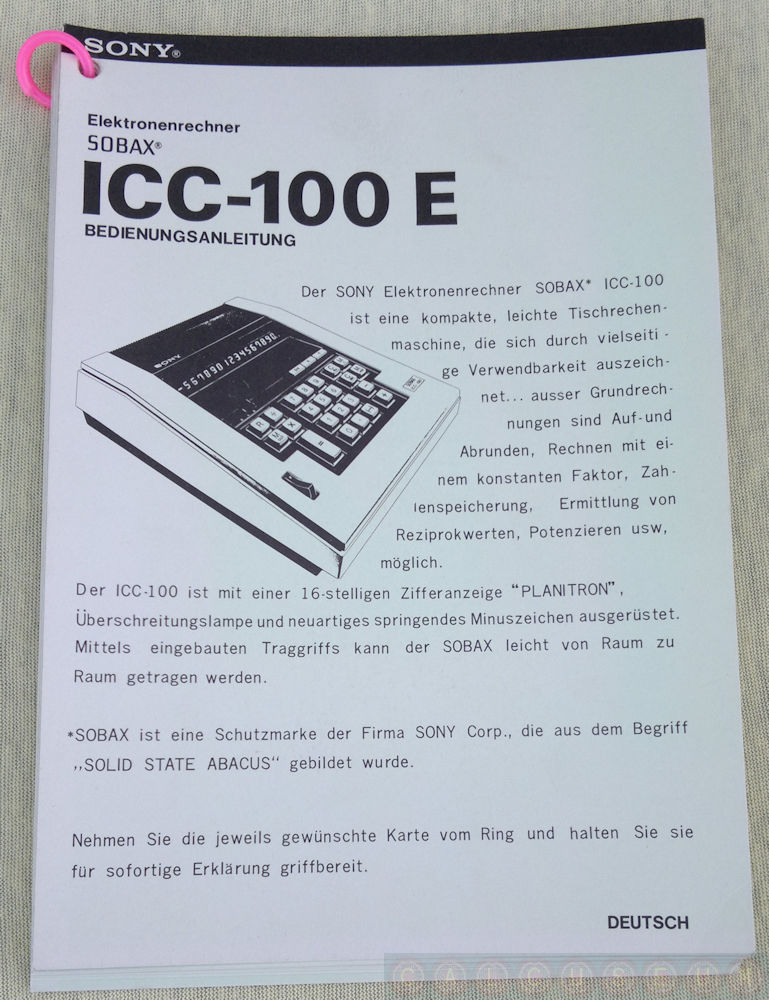 SONY®
Elektronenrechner
SOBAX®
ICC-100 E
BEDIENUNGSANLEITUNG
Der SONY Elektronenrechner SOBAX* ICC-100
ist eine kompakte, leichte Tischrechen-
maschine, die sich durch vielseiti-
ge Verwendbarkeit auszeich-
net... ausser Grundrech-
nungen sind Auf-und
Abrunden, Rechnen mit ei-
nem konstanten Faktor, Zah-
lenspeicherung, Ermittlung von
Reziprokwerten, Potenzieren usw,
möglich.
SONY
-567890 1234567890.
Der ICC-100 ist mit einer 16-stelligen Zifferanzeige “PLANITRON”,
Überschreitungslampe und neuartiges springendes Minuszeichen ausgerüstet.
Mittels eingebauten Traggriffs kann der SOBAX leicht von Raum zu
Raum getragen werden.
*SOBAX ist eine Schutzmarke der Firma SONY Corp., die aus dem Begriff
,,SOLID STATE ABACUS“ gebildet wurde.
Nehmen Sie die jeweils gewünschte Karte vom Ring und halten Sie sie
für sofortige Erklärung griffbereit.
DEUTSCH
CALCUSEUM